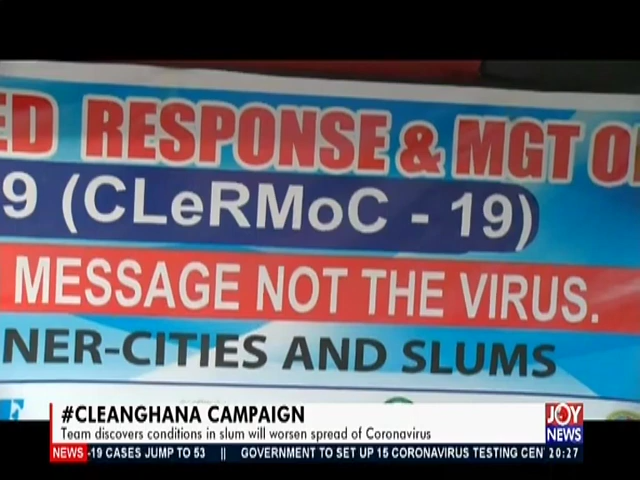 ED RESPONSE & MGT O
9 (CLeRMoC - 19)
MESSAGE NOT THE VIRUS.
NER-CITIES AND SLUMS
#CLEANGHANA CAMPAIGN
Team discovers conditions in slum will worsen spread of Coronavirus
JOY
NEWS
NEWS -19 CASES JUMP TO 53 || GOVERNMENT TO SET UP 15 CORONAVIRUS TESTING CEN 20:27